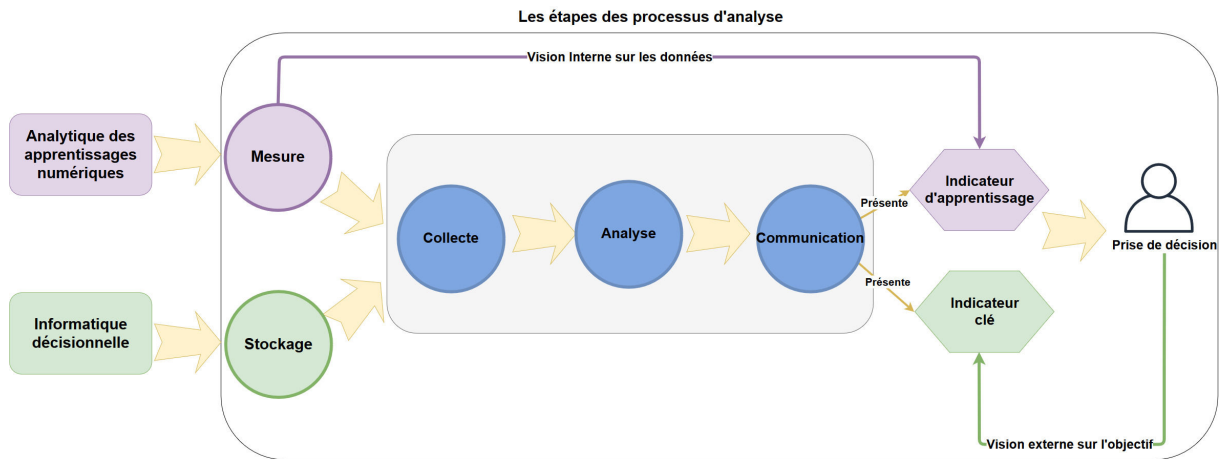 Les étapes des processus d'analyse
Vision Interne sur les données
Analytique des
apprentissages
numériques
Mesure
Collecte
Analyse
Communication
Présente
Indicateur
d'apprentissage
Prise de décision
Informatique
décisionnelle
Stockage
Présente
Indicateur
clé
Vision externe sur l'objectif